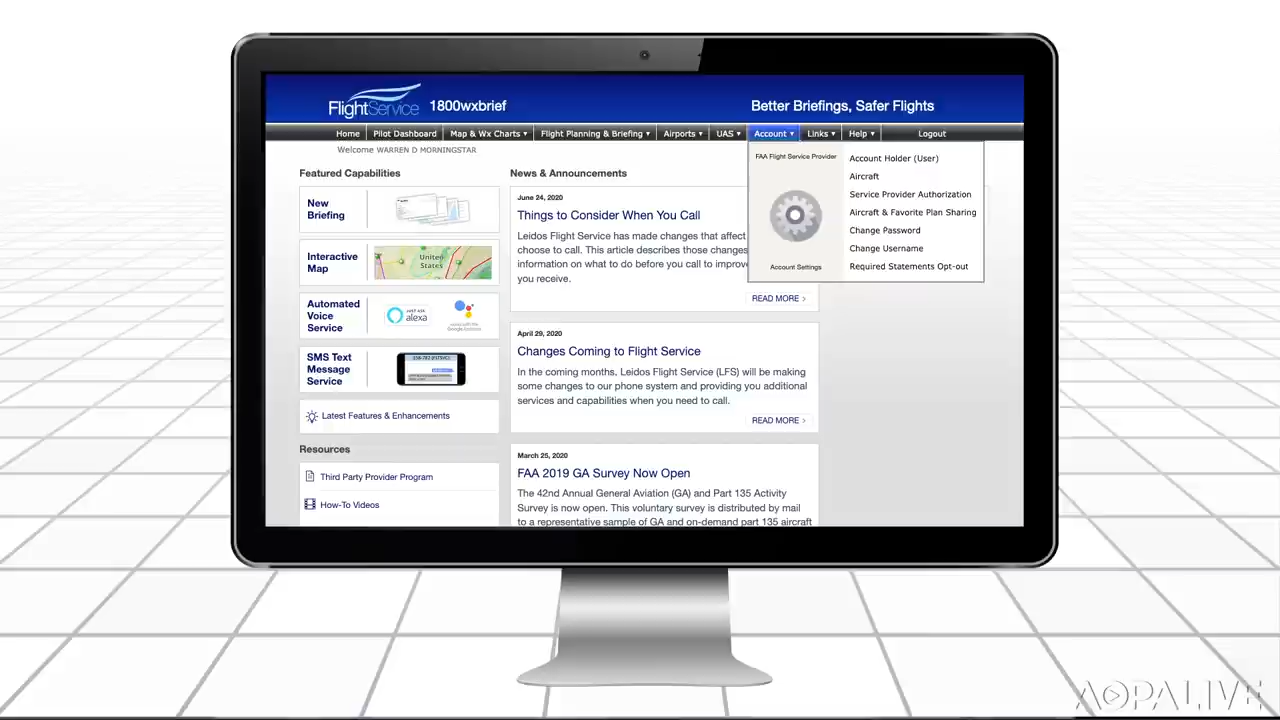 FlightService 1800wxbrief
Better Briefings, Safer Flights
Home Pilot Dashboard Map & Wx Charts Flight Planning & Briefing Airports UAS Account Links Help Logout
Welcome WARREN D MORNINGSTAR
Featured Capabilities
New
Briefing
Interactive
Map
United
States
Automated
Voice
Service
JUST ASK
alexa
SMS Text
Message
Service
Latest Features & Enhancements
Resources
Third Party Provider Program
How-To Videos
News & Announcements
June 24, 2020
Things to Consider When You Call
Leidos Flight Service has made changes that affect
choose to call. This article describes those changes
information on what to do before you call to improve
you receive.
READ MORE
April 29, 2020
Changes Coming to Flight Service
In the coming months, Leidos Flight Service (LFS) will be making
some changes to our phone system and providing you additional
services and capabilities when you need to call.
READ MORE
March 25, 2020
FAA 2019 GA Survey Now Open
The 42nd Annual General Aviation (GA) and Part 135 Activity
Survey is now open. This voluntary survey is distributed by mail
to a representative sample of GA and on-demand part 135 aircraft
FAA Flight Service Provider
Account Settings
Account Holder (User)
Aircraft
Service Provider Authorization
Aircraft & Favorite Plan Sharing
Change Password
Change Username
Required Statements Opt-out
AOPALIVE